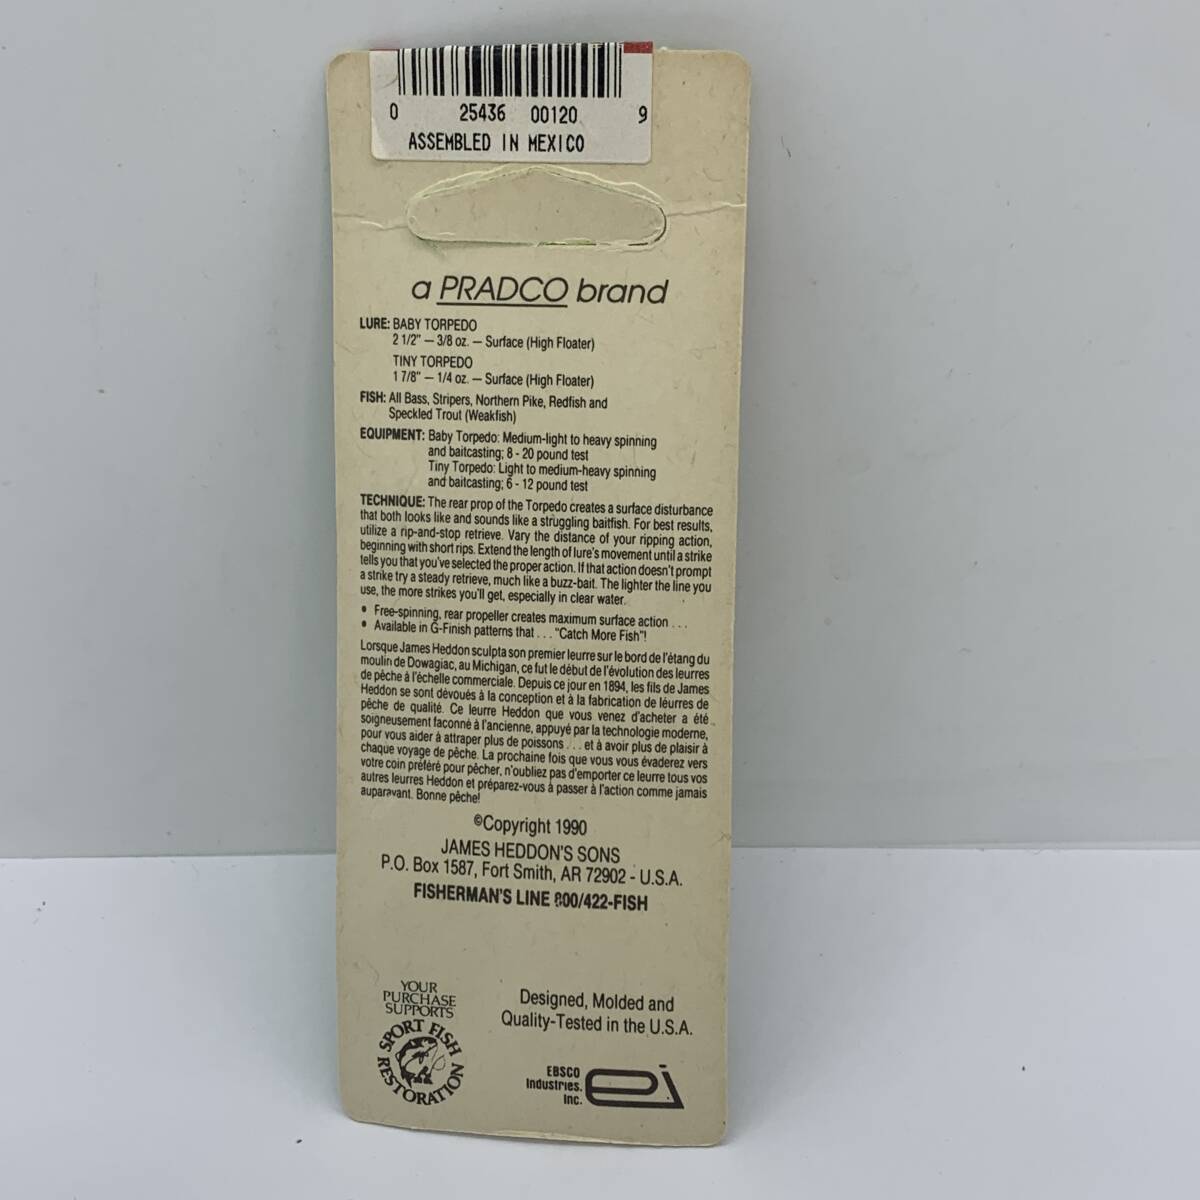 0 25436 00120 9
ASSEMBLED IN MEXICO
a PRADCO brand
LURE: BABY TORPEDO
2 1/2" — 3/8 oz. — Surface (High Floater)
TINY TORPEDO
1 7/8" — 1/4 oz. — Surface (High Floater)
FISH: All Bass, Stripers, Northern Pike, Redfish and
Speckled Trout (Weakfish)
EQUIPMENT: Baby Torpedo: Medium-light to heavy spinning
and baitcasting; 8 - 20 pound test
Tiny Torpedo: Light to medium-heavy spinning
and baitcasting; 6 - 12 pound test
TECHNIQUE: The rear prop of the Torpedo creates a surface disturbance
that both looks like and sounds like a struggling baitfish. For best results,
utilize a rip-and-stop retrieve. Vary the distance of your ripping action,
beginning with short rips. Extend the length of lure's movement until a strike
tells you that you've selected the proper action. If that action doesn't prompt
a strike try a steady retrieve, much like a buzz-bait. The lighter the line you
use, the more strikes you'll get, especially in clear water.
• Free-spinning, rear propeller creates maximum surface action . . .
• Available in G-Finish patterns that . . . "Catch More Fish"!
Lorsque James Heddon sculpta son premier leurre sur le bord de l'étang du
moulin de Dowagiac, au Michigan, ce fut le début de l'évolution des leurres
de pêche à l'échelle commerciale. Depuis ce jour en 1894, les fils de James
Heddon se sont dévoués à la conception et à la fabrication de léurres de
pêche de qualité. Ce leurre Heddon que vous venez d'acheter a été
soigneusement faconné à l'ancienne, appuyé par la technologie moderne,
pour vous aider à attraper plus de poissons . . . et à avoir plus de plaisir à
chaque voyage de pêche. La prochaine fois que vous vous évaderez vers
votre coin préféré pour pêcher, n'oubliez pas d'emporter ce leurre tous vos
autres leurres Heddon et préparez-vous à passer à l'action comme jamais
auparavant. Bonne pêche!
©Copyright 1990
JAMES HEDDON'S SONS
P.O. Box 1587, Fort Smith, AR 72902 - U.S.A.
FISHERMAN'S LINE 800/422-FISH
YOUR
PURCHASE
SUPPORTS
SPORT FISH
RESTORATION
Designed, Molded and
Quality-Tested in the U.S.A.
EBSCO
Industries,
Inc.
ei